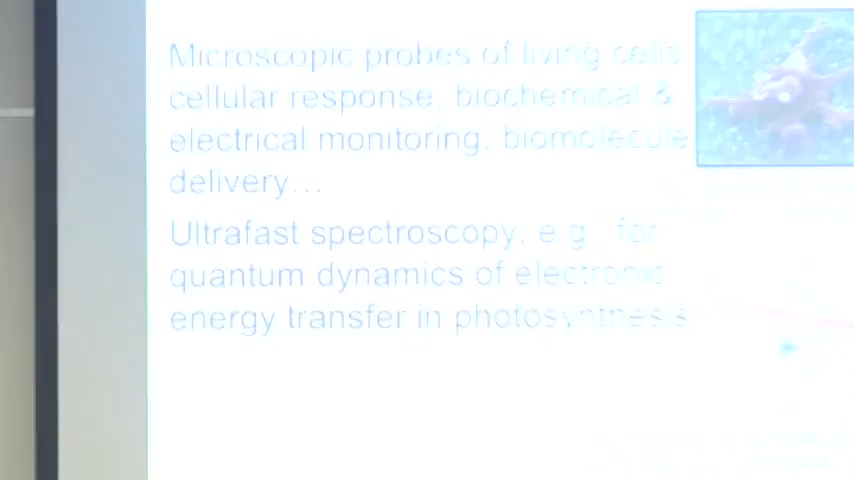 Microscopic probes of living cells
cellular response, biochemical &
electrical monitoring, biomolecule
delivery...
Ultrafast spectroscopy, e.g., for
quantum dynamics of electronic
energy transfer in photosynthesis